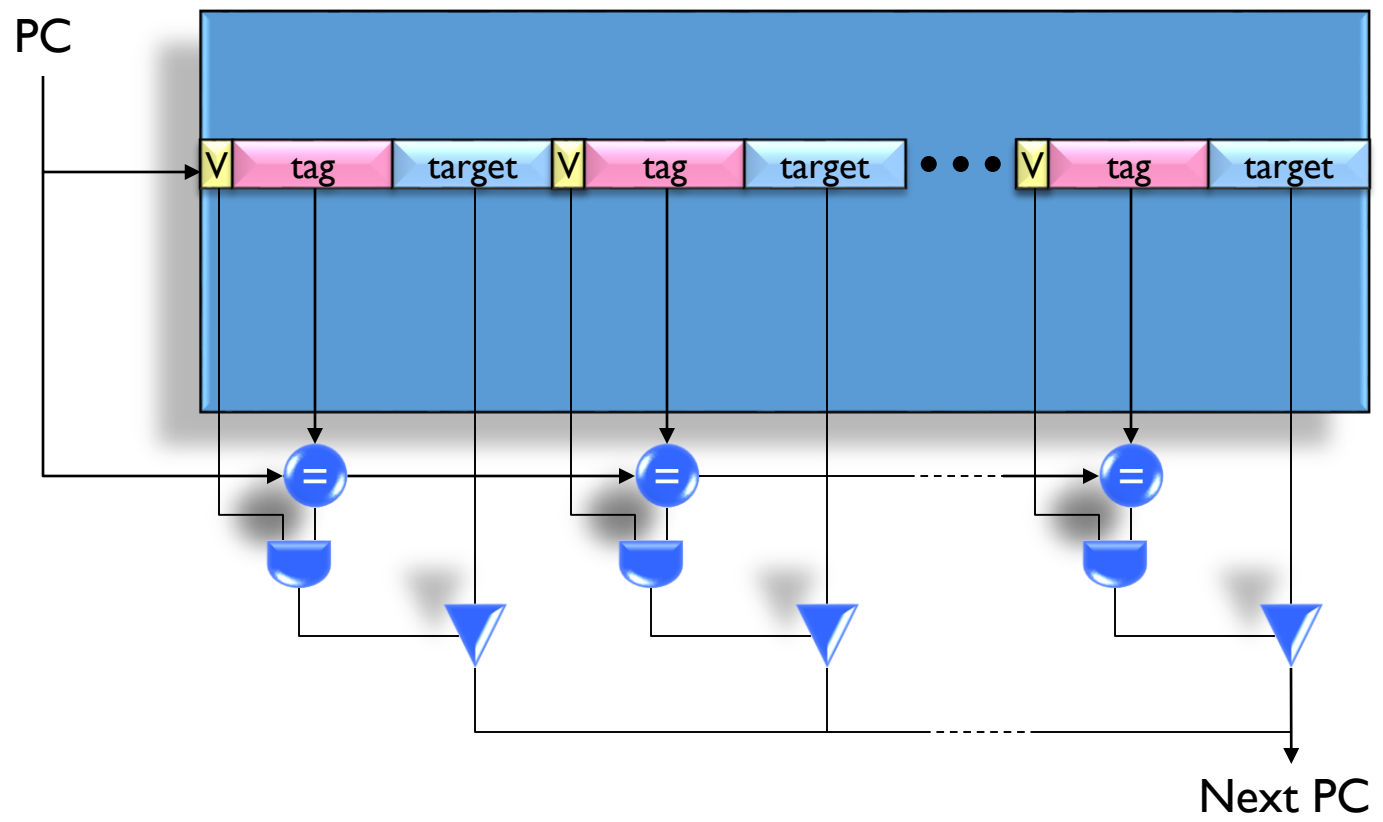 PC
V tag target V tag target ••• V tag target
= = =
Next PC